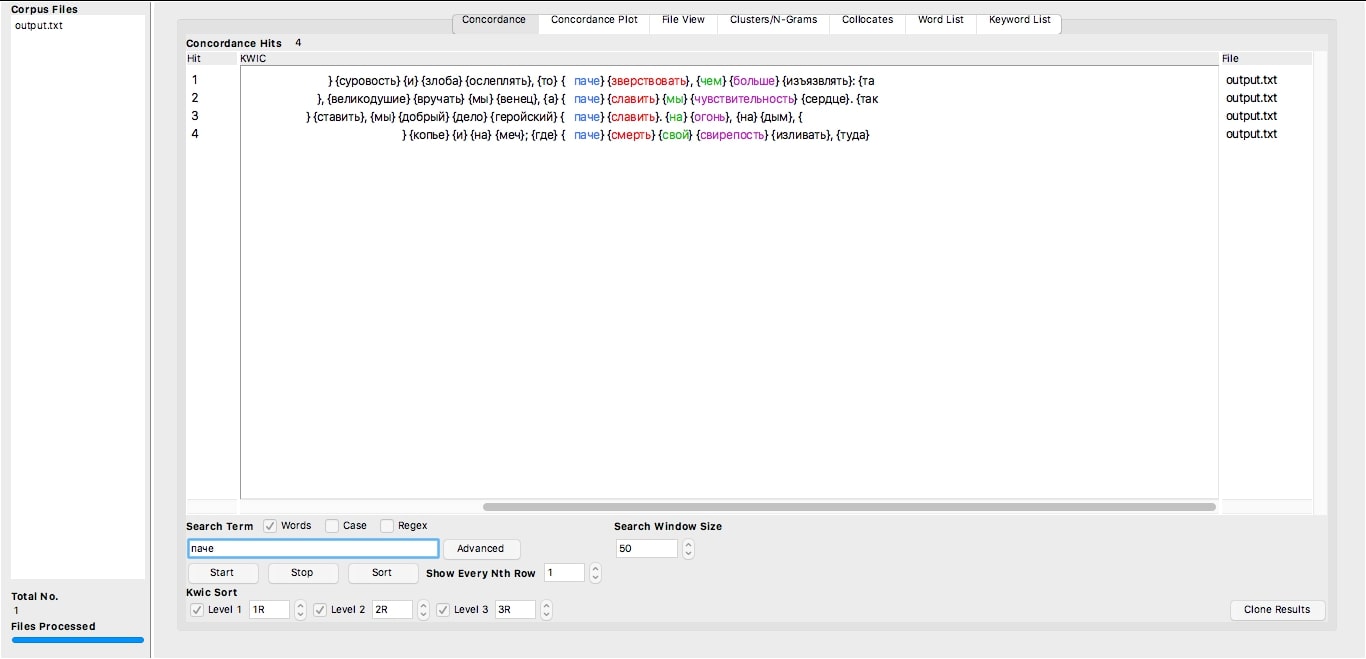 Corpus Files
output.txt
Concordance Concordance Plot File View Clusters/N-Grams Collocates Word List Keyword List
Concordance Hits 4
Hit KWIC File
1 } {суровость} {и} {злоба} {ослеплять}, {то} { паче} {зверствовать}, {чем} {больше} {изъязвлять}: {та output.txt
2 }, {великодушие} {вручать} {мы} {венец}, {а} { паче} {славить} {мы} {чувствительность} {сердце}. {так output.txt
3 } {ставить}, {мы} {добрый} {дело} {геройский} { паче} {славить}. {на} {огонь}, {на} {дым}, { output.txt
4 } {копье} {и} {на} {меч}; {где} { паче} {смерть} {свой} {свирепость} {изливать}, {туда} output.txt
Search Term Words Case Regex Search Window Size
паче Advanced 50
Start Stop Sort Show Every Nth Row 1
Kwic Sort
Level 1 1R Level 2 2R Level 3 3R Clone Results
Total No.
1
Files Processed